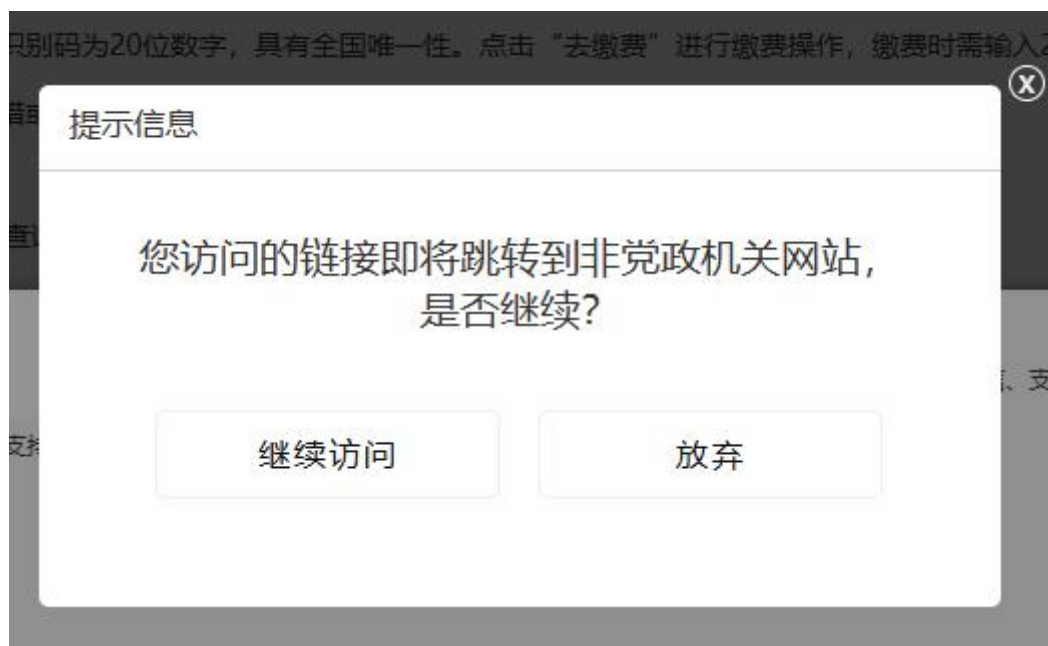 识别码为20位数字，具有全国唯一性。点击“去缴费”进行缴费操作，缴费时需输入2
X
提示信息
您访问的链接即将跳转到非党政机关网站，
是否继续?
、支
支持
继续访问
放弃